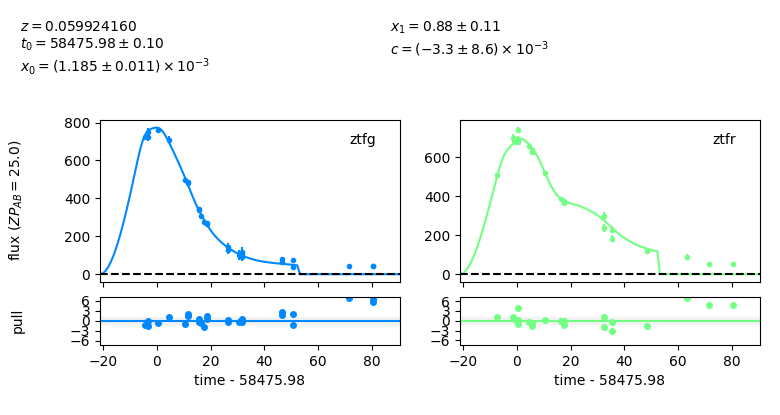 z = 0.059924160
t₀ = 58475.98 ± 0.10
x₀ = (1.185 ± 0.011) × 10⁻³
x₁ = 0.88 ± 0.11
c = (−3.3 ± 8.6) × 10⁻³
flux (ZP_AB = 25.0)
800
600
400
200
0
ztfg
600
400
200
0
ztfr
pull
6
3
0
−3
−6
−20 0 20 40 60 80
time - 58475.98
6
3
0
−3
−6
−20 0 20 40 60 80
time - 58475.98